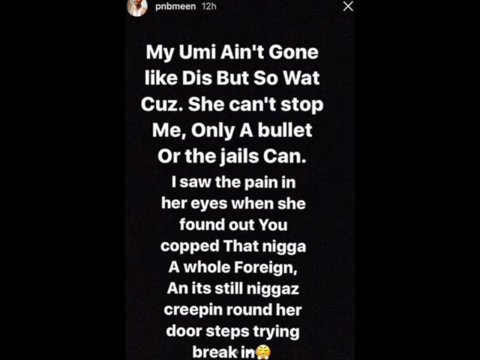 pnbmeen 12h
My Umi Ain't Gone
like Dis But So Wat
Cuz. She can't stop
Me, Only A bullet
Or the jails Can.
I saw the pain in
her eyes when she
found out You
copped That nigga
A whole Foreign,
An its still niggaz
creepin round her
door steps trying
break in😤